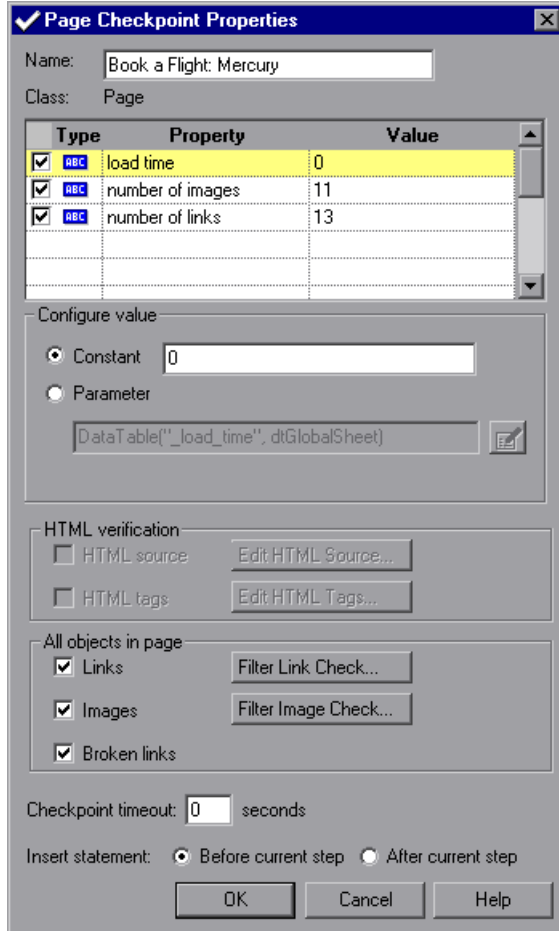 Page Checkpoint Properties
Name: Book a Flight: Mercury
Class: Page
Type Property Value
ABC load time 0
ABC number of images 11
ABC number of links 13
Configure value
Constant 0
Parameter
DataTable("_load_time", dtGlobalSheet)
HTML verification
HTML source Edit HTML Source...
HTML tags Edit HTML Tags...
All objects in page
Links Filter Link Check...
Images Filter Image Check...
Broken links
Checkpoint timeout: 0 seconds
Insert statement: Before current step After current step
OK Cancel Help